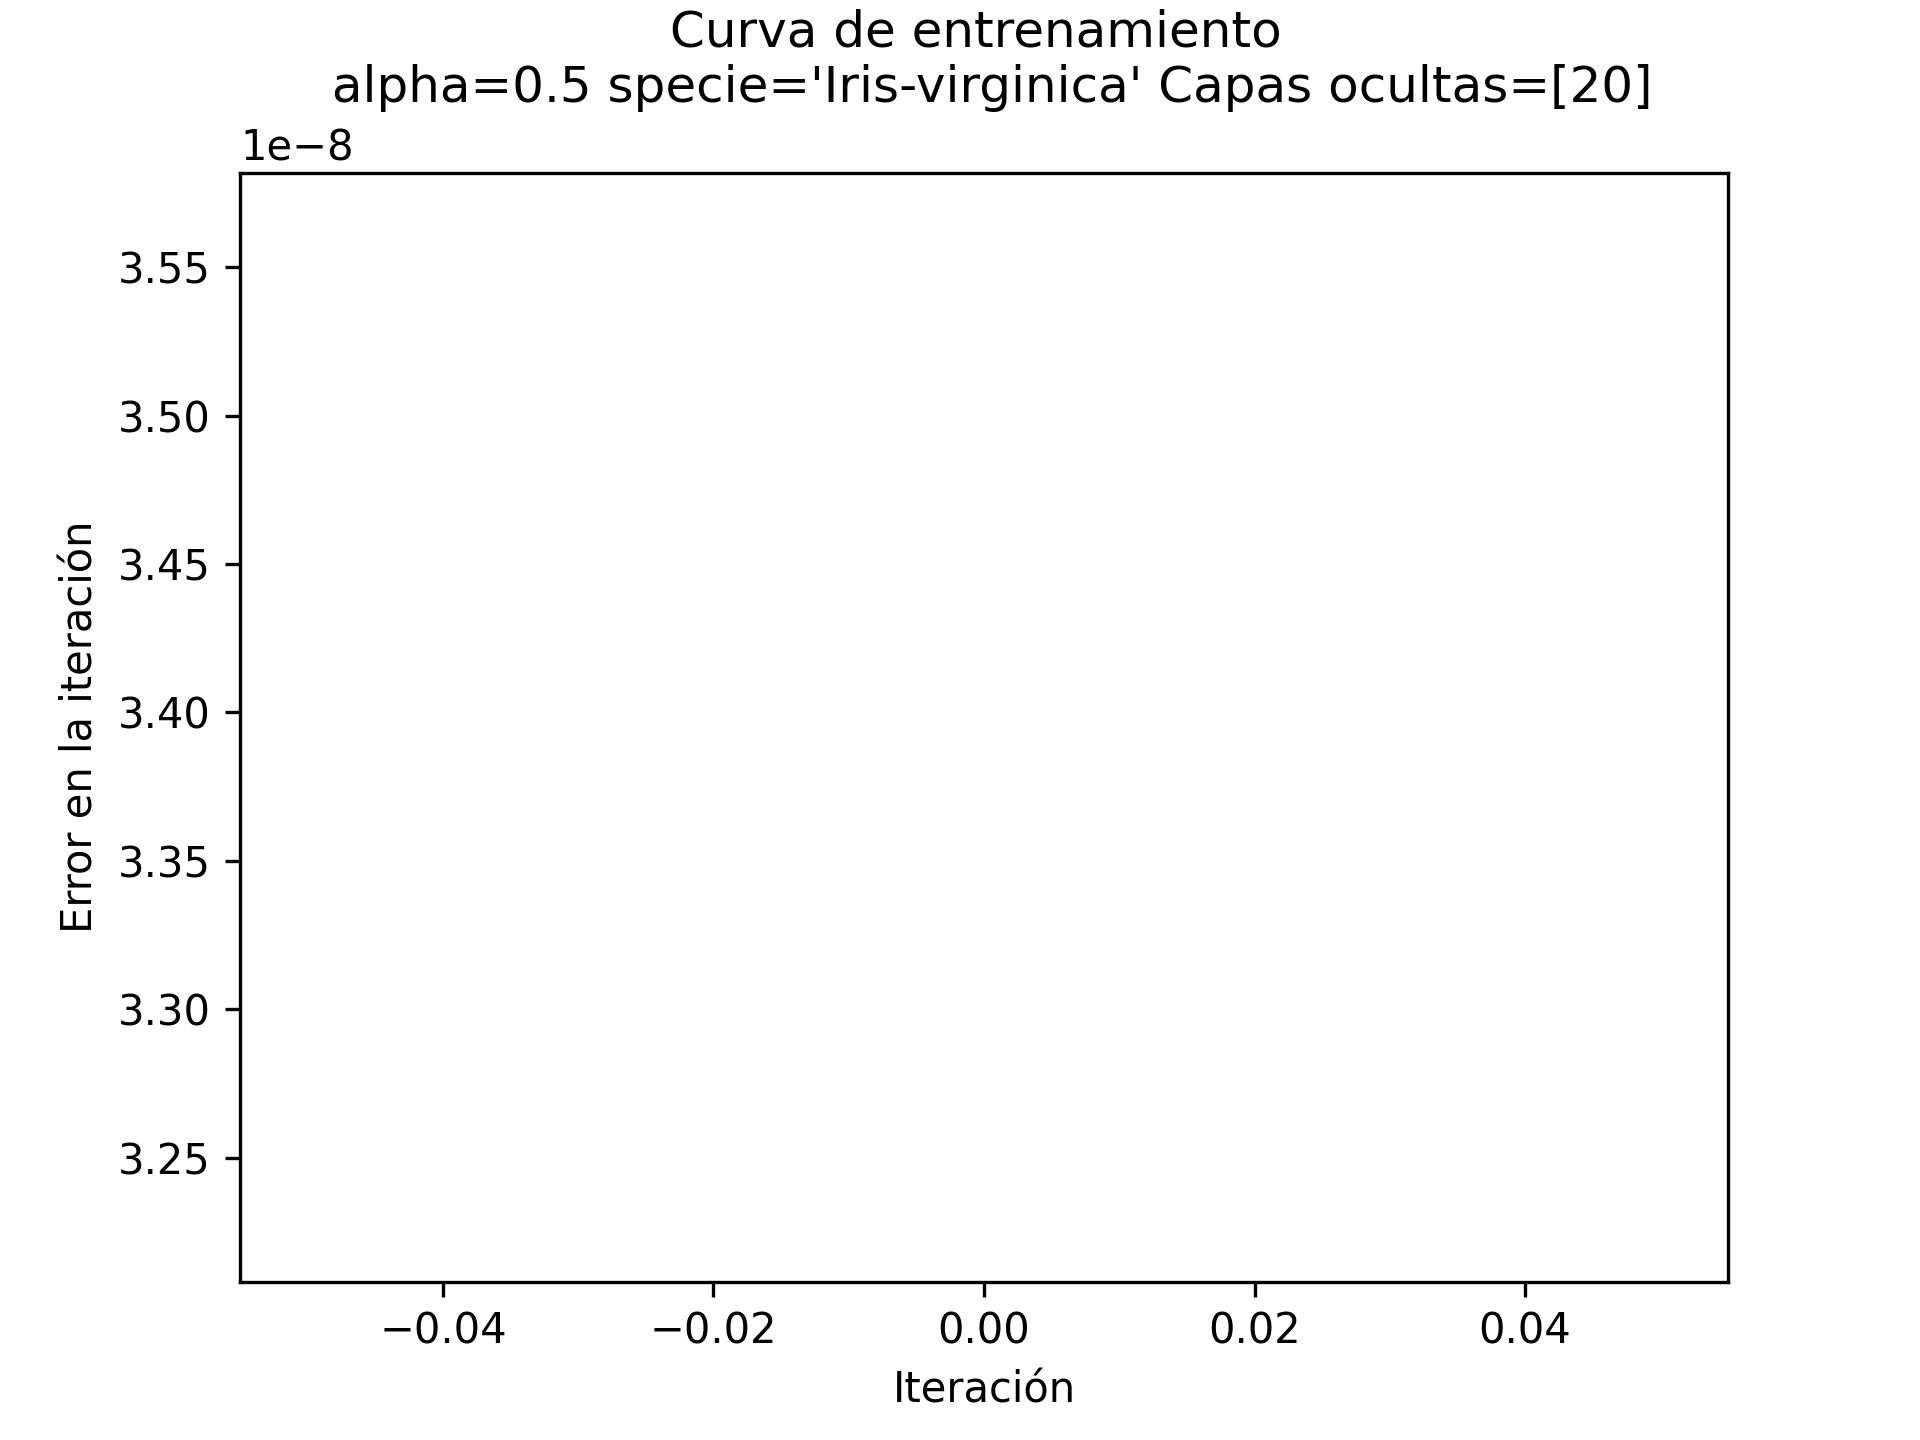 Curva de entrenamiento
alpha=0.5 specie='Iris-virginica' Capas ocultas=[20]
1e−8
3.55
3.50
3.45
3.40
3.35
3.30
3.25
Error en la iteración
−0.04
−0.02
0.00
0.02
0.04
Iteración